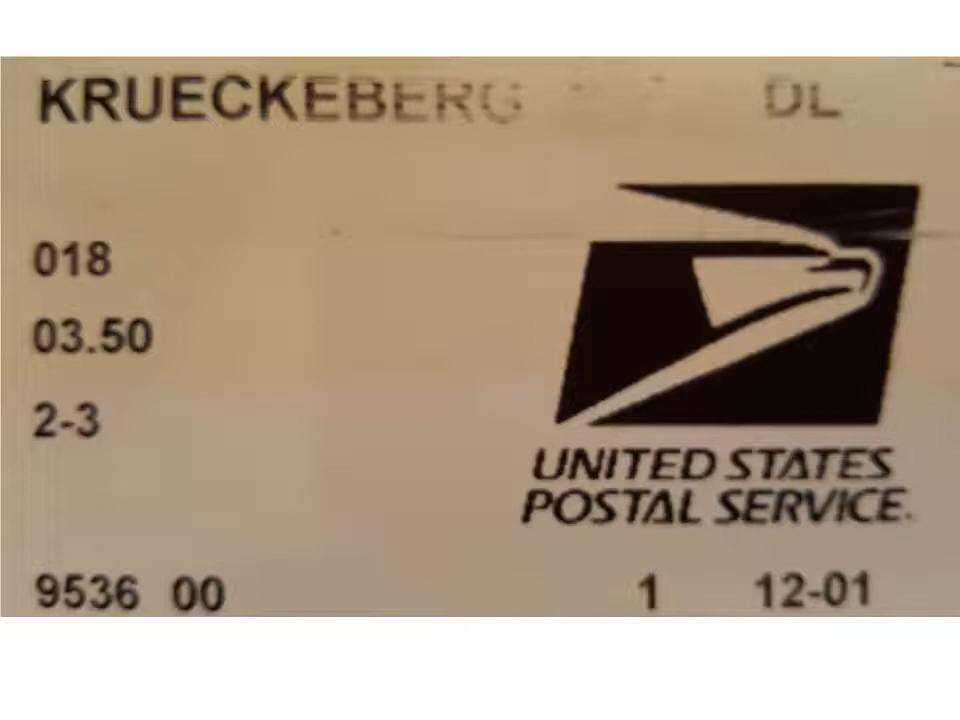 KRUECKEBERG DL
018
03.50
2-3
UNITED STATES
POSTAL SERVICE.
9536 00 1 12-01